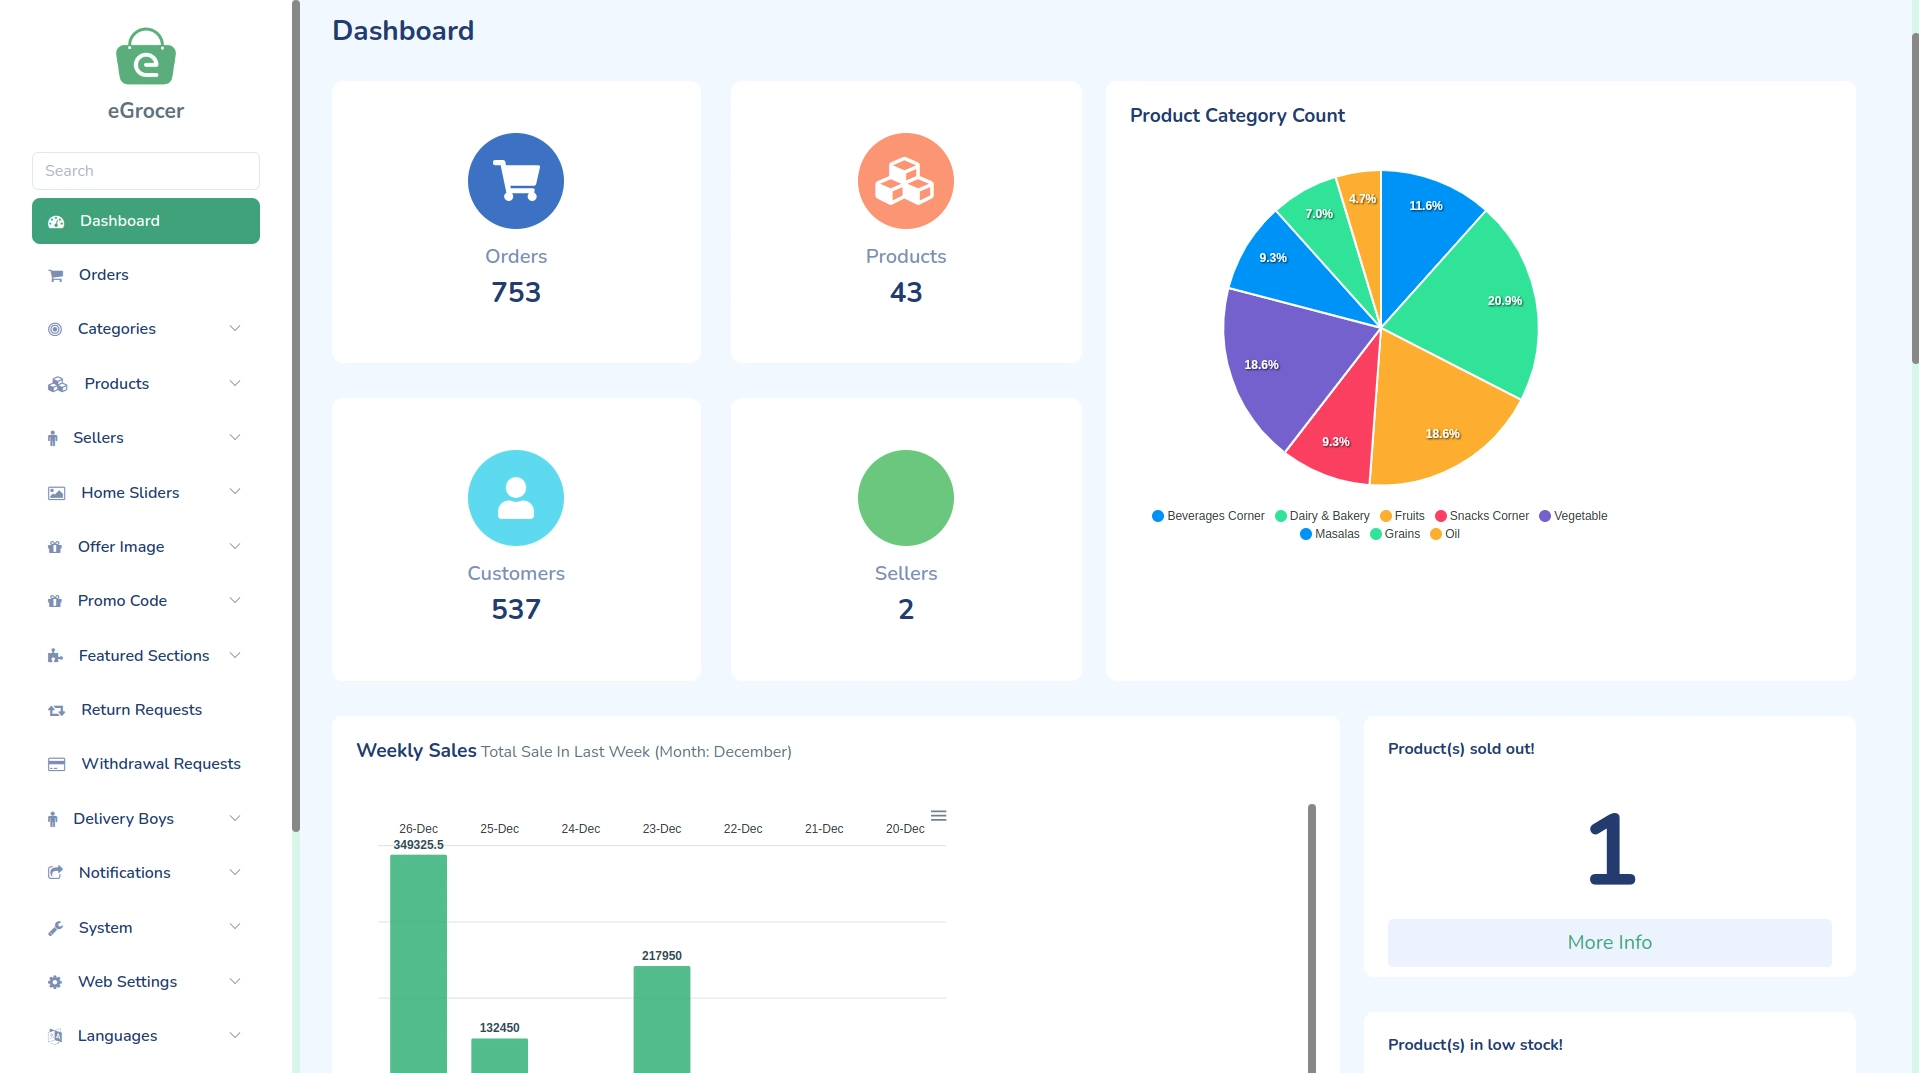 eGrocer
Search
Dashboard
Orders
Categories
Products
Sellers
Home Sliders
Offer Image
Promo Code
Featured Sections
Return Requests
Withdrawal Requests
Delivery Boys
Notifications
System
Web Settings
Languages
Dashboard
Orders
753
Products
43
Customers
537
Sellers
2
Product Category Count
4.7% 11.6%
7.0%
9.3%
20.9%
18.6%
18.6%
9.3%
Beverages Corner Dairy & Bakery Fruits Snacks Corner Vegetable
Masalas Grains Oil
Weekly Sales Total Sale In Last Week (Month: December)
26-Dec 25-Dec 24-Dec 23-Dec 22-Dec 21-Dec 20-Dec
349325.5
217950
132450
Product(s) sold out!
1
More Info
Product(s) in low stock!